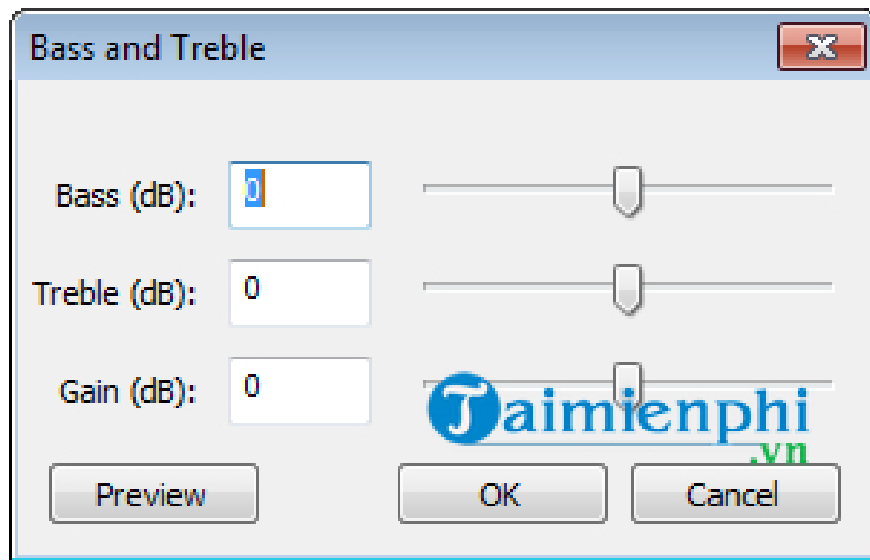 Bass and Treble
Bass (dB): 0
Treble (dB): 0
Gain (dB): 0
Taimienphi
.vn
Preview OK Cancel